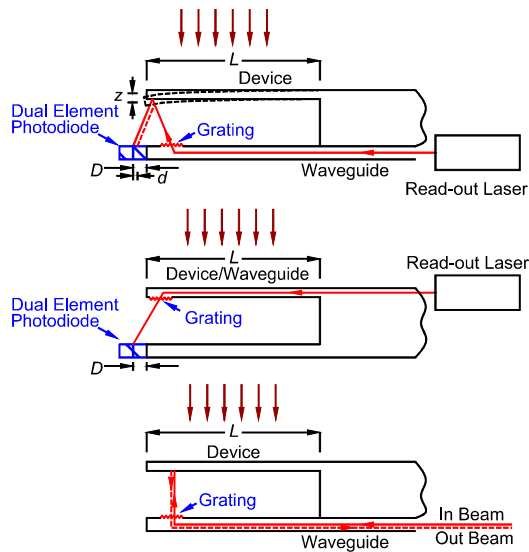 L
Device
z
Dual Element
Photodiode
Grating
D
d
Waveguide
Read-out Laser
L
Device/Waveguide
Read-out Laser
Dual Element
Photodiode
Grating
D
L
Device
Grating
In Beam
Out Beam
Waveguide